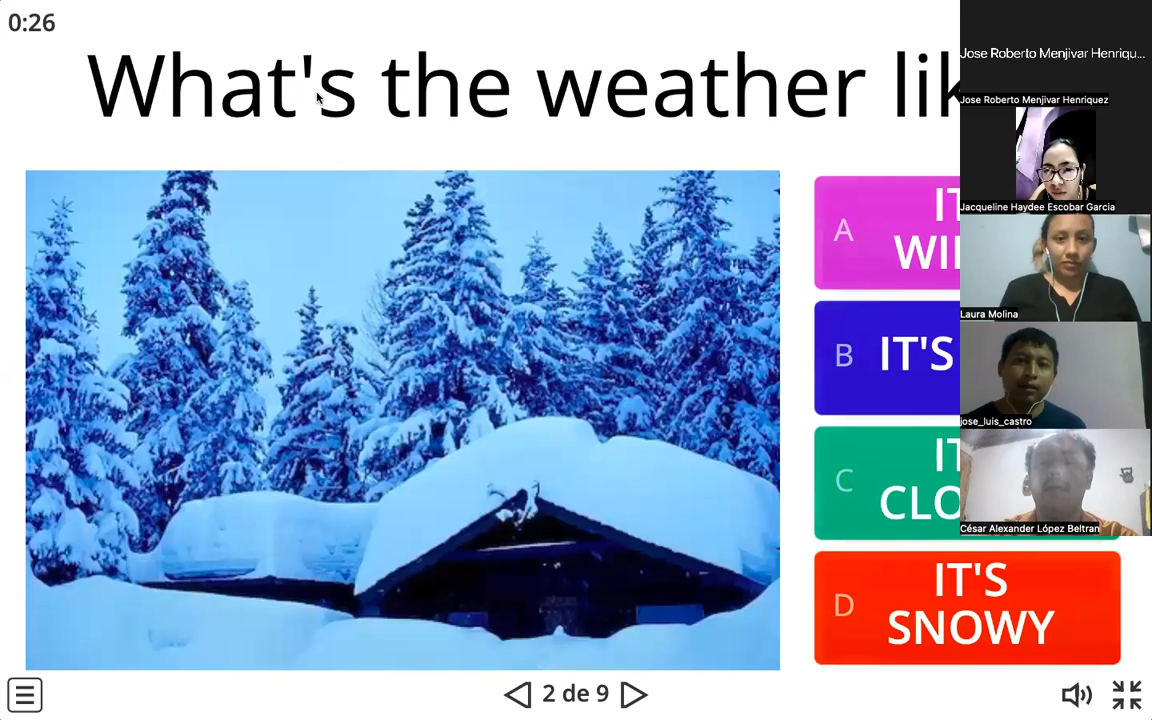 0:26
What's the weather lik
A
IT
WI
B
IT'S
C
IT
CLO
D
IT'S
SNOWY
2 de 9
Jose Roberto Menjivar Henriqu...
Jose Roberto Menjivar Henriquez
Jacqueline Haydee Escobar Garcia
Laura Molina
jose_luis_castro
César Alexander López Beltran